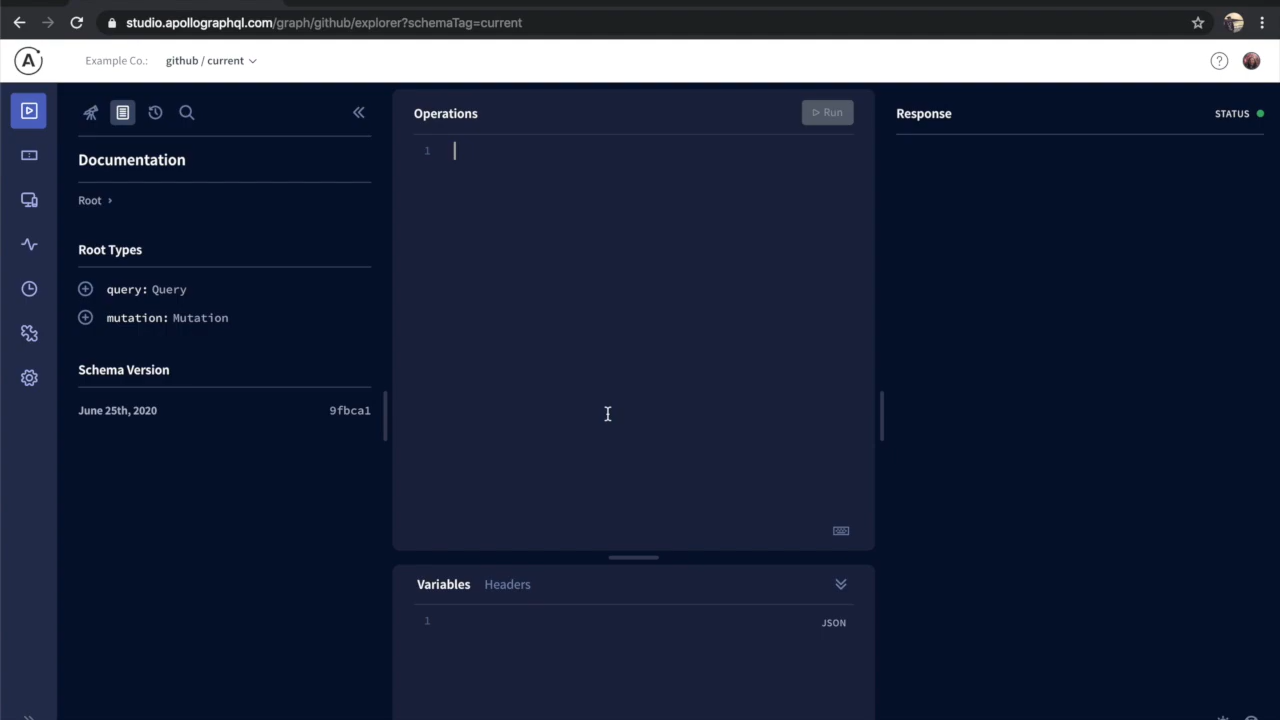 studio.apollographql.com/graph/github/explorer?schemaTag=current
A
Example Co.: github / current
?
Documentation
Root ›
Root Types
query: Query
mutation: Mutation
Schema Version
June 25th, 2020 9fbca1
Operations
Run
1
Variables Headers
1
JSON
Response
STATUS